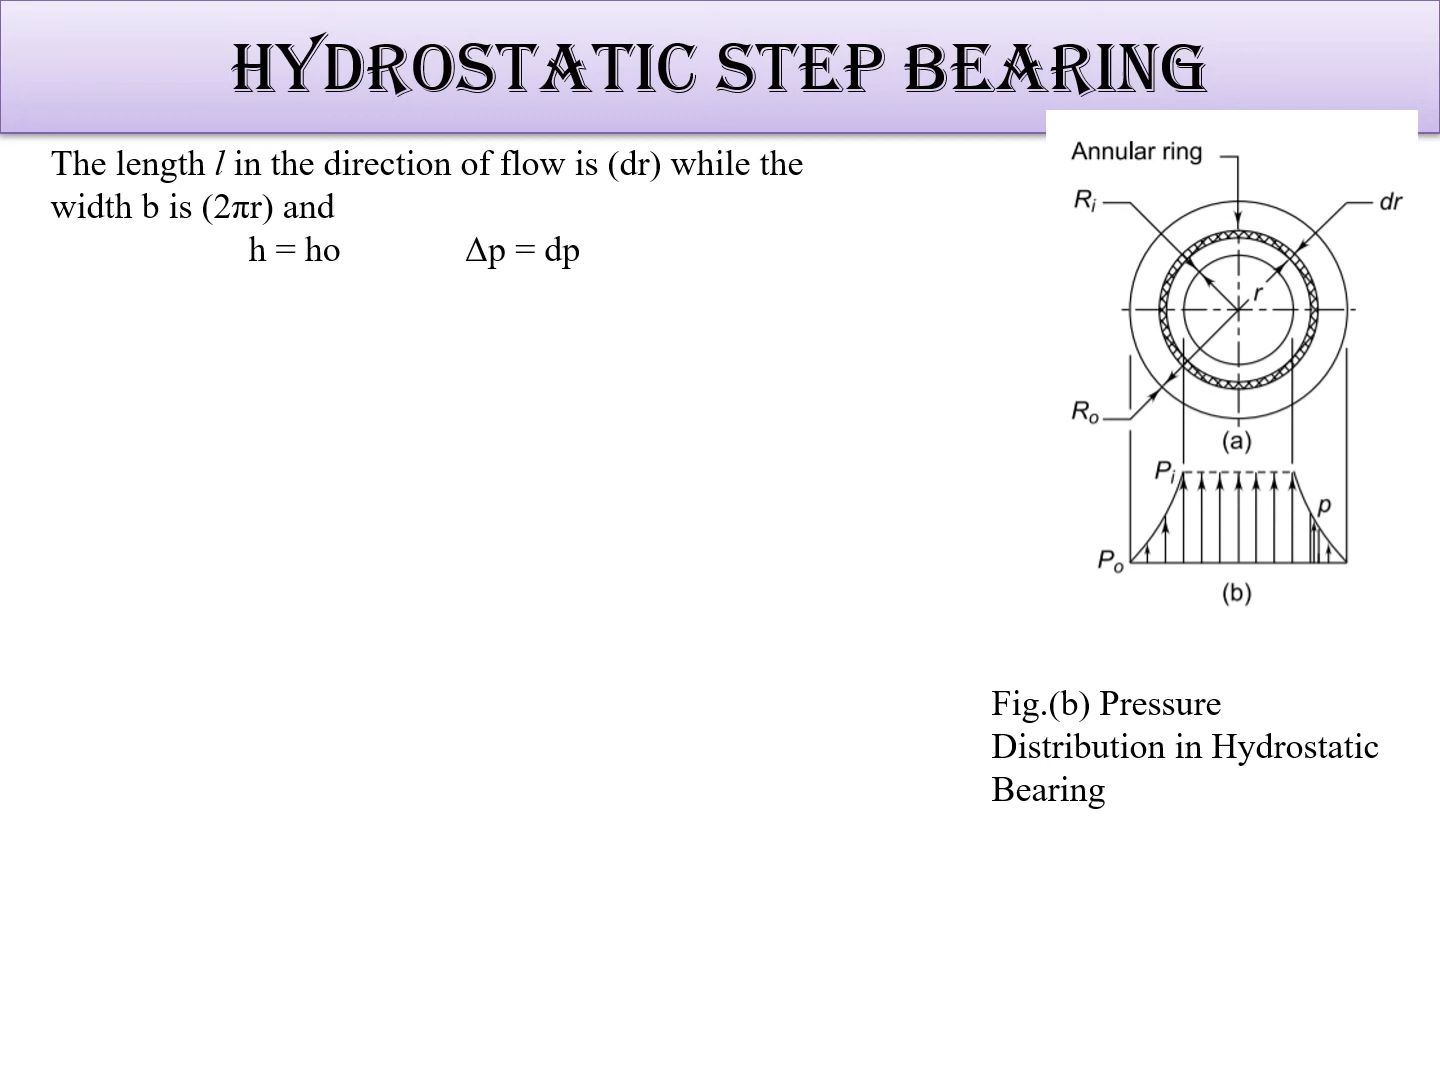 HYDROSTATIC STEP BEARING
The length l in the direction of flow is (dr) while the
width b is (2πr) and
h = ho Δp = dp
Annular ring
Ri
dr
r
Ro
(a)
Pi
p
Po
(b)
Fig.(b) Pressure
Distribution in Hydrostatic
Bearing